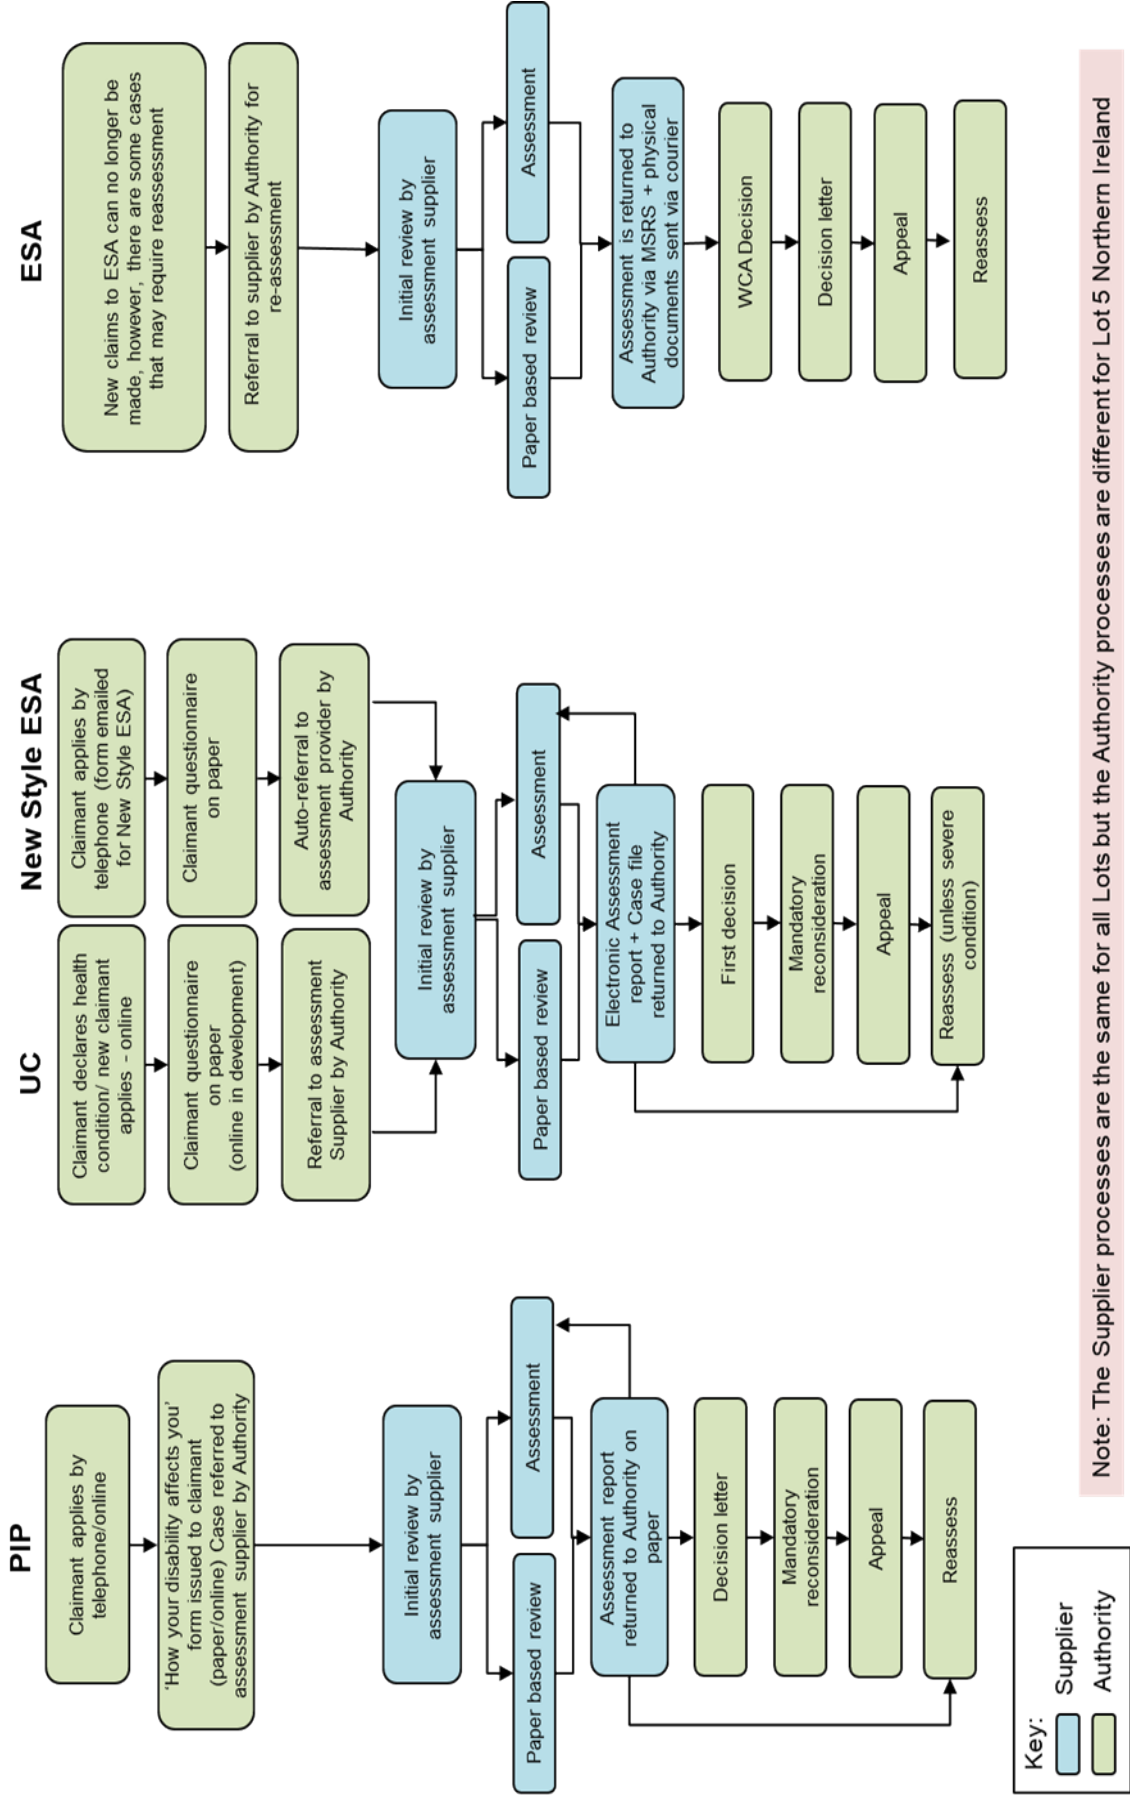 PIP
Claimant applies by
telephone/online
'How your disability affects you'
form issued to claimant
(paper/online) Case referred to
assessment supplier by Authority
Initial review by
assessment supplier
Paper based review
Assessment
Assessment report
returned to Authority on
paper
Decision letter
Mandatory
reconsideration
Appeal
Reassess
UC
New Style ESA
Claimant declares health
condition/ new claimant
applies - online
Claimant questionnaire
on paper
(online in development)
Referral to assessment
Supplier by Authority
Claimant applies by
telephone (form emailed
for New Style ESA)
Claimant questionnaire
on paper
Auto-referral to
assessment provider by
Authority
Initial review by
assessment supplier
Paper based review
Assessment
Electronic Assessment
report + Case file
returned to Authority
First decision
Mandatory
reconsideration
Appeal
Reassess (unless severe
condition)
ESA
New claims to ESA can no longer be
made, however, there are some cases
that may require reassessment
Referral to supplier by Authority for
re-assessment
Initial review by
assessment supplier
Paper based review
Assessment
Assessment is returned to
Authority via MSRS + physical
documents sent via courier
WCA Decision
Decision letter
Appeal
Reassess
Key:
Supplier
Authority
Note: The Supplier processes are the same for all Lots but the Authority processes are different for Lot 5 Northern Ireland